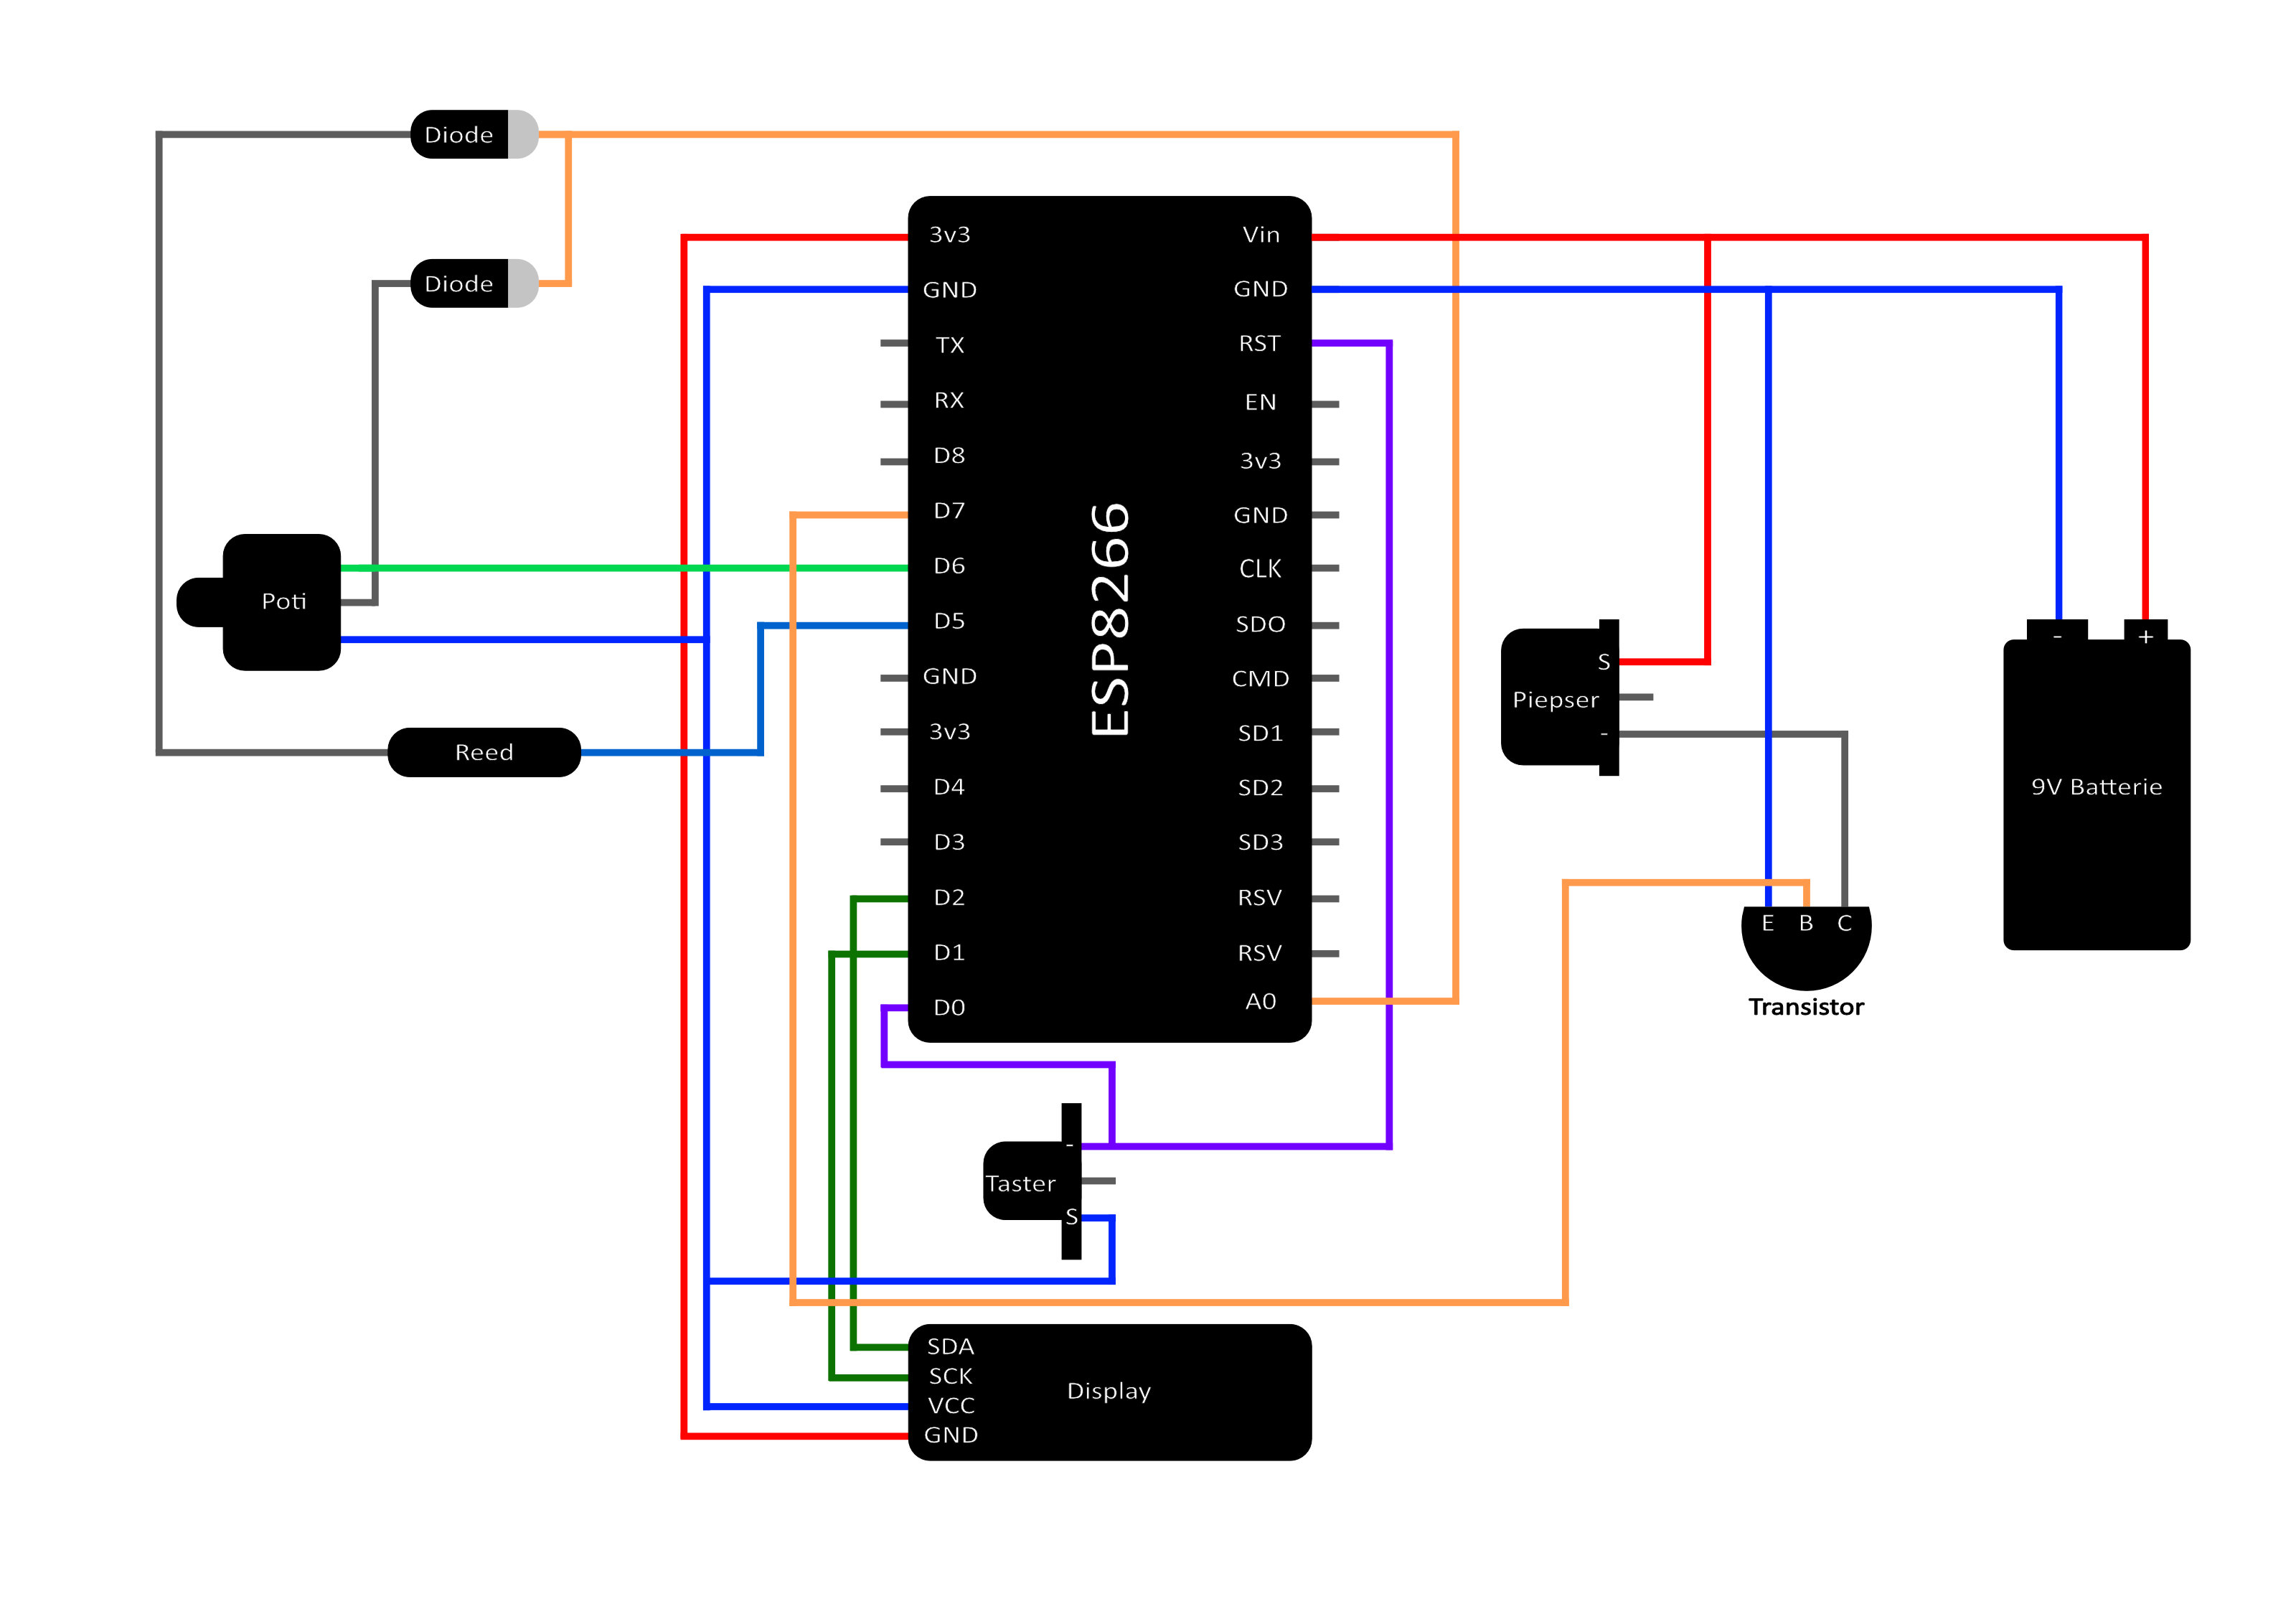 Diode
Diode
3v3
GND
TX
RX
D8
D7
D6
D5
GND
3v3
D4
D3
D2
D1
D0
ESP8266
Vin
GND
RST
EN
3v3
GND
CLK
SDO
CMD
SD1
SD2
SD3
RSV
RSV
A0
Poti
Reed
S
Piepser
-
- +
9V Batterie
E B C
Transistor
-
Taster
S
SDA
SCK
VCC
GND
Display